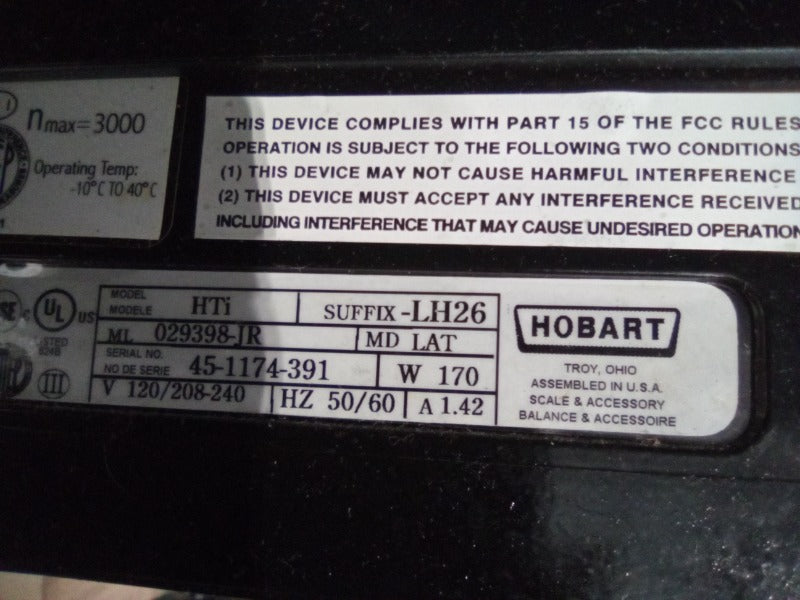 nmax=3000
Operating Temp:
-10°C TO 40°C
THIS DEVICE COMPLIES WITH PART 15 OF THE FCC RULES
OPERATION IS SUBJECT TO THE FOLLOWING TWO CONDITIONS
(1) THIS DEVICE MAY NOT CAUSE HARMFUL INTERFERENCE
(2) THIS DEVICE MUST ACCEPT ANY INTERFERENCE RECEIVED
INCLUDING INTERFERENCE THAT MAY CAUSE UNDESIRED OPERATION
UL US
MODEL
MODELE HTi SUFFIX -LH26
ML 029398-JR MD LAT
SERIAL NO.
NO DE SERIE 45-1174-391 W 170
V 120/208-240 HZ 50/60 A 1.42
III
HOBART
TROY, OHIO
ASSEMBLED IN U.S.A.
SCALE & ACCESSORY
BALANCE & ACCESSOIRE